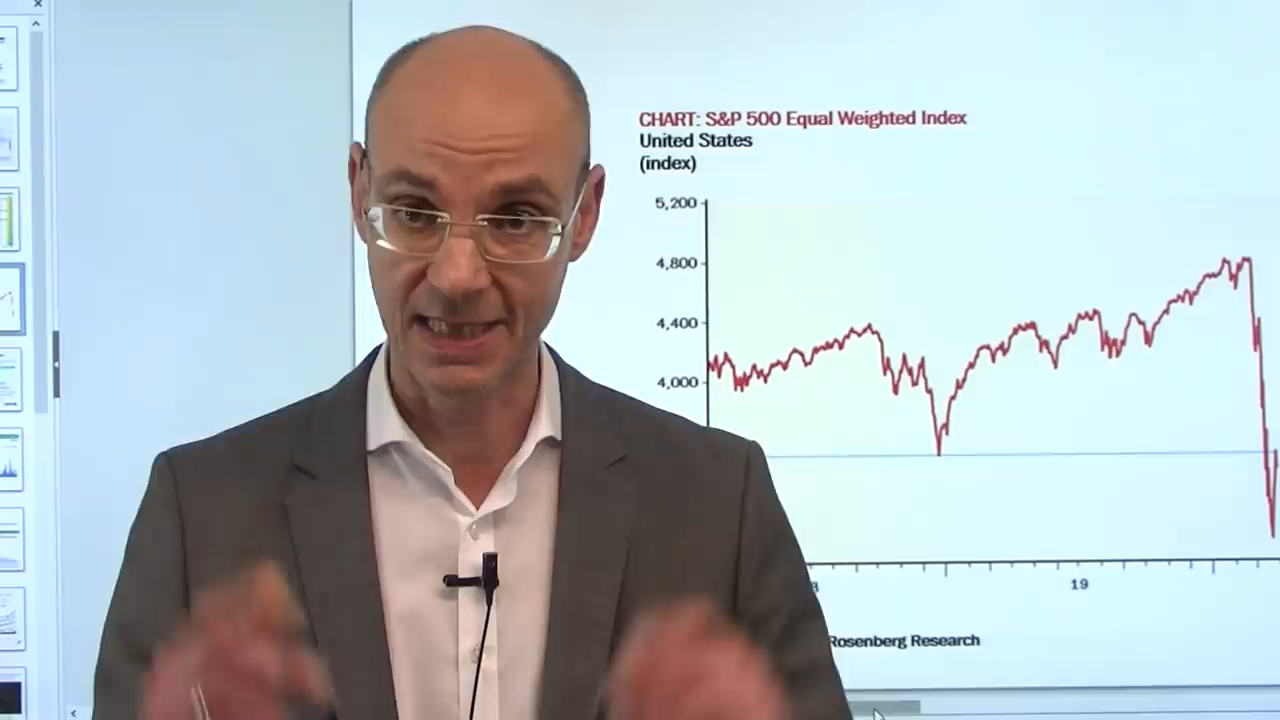 CHART: S&P 500 Equal Weighted Index
United States
(index)
5,200
4,800
4,400
4,000
19
Rosenberg Research